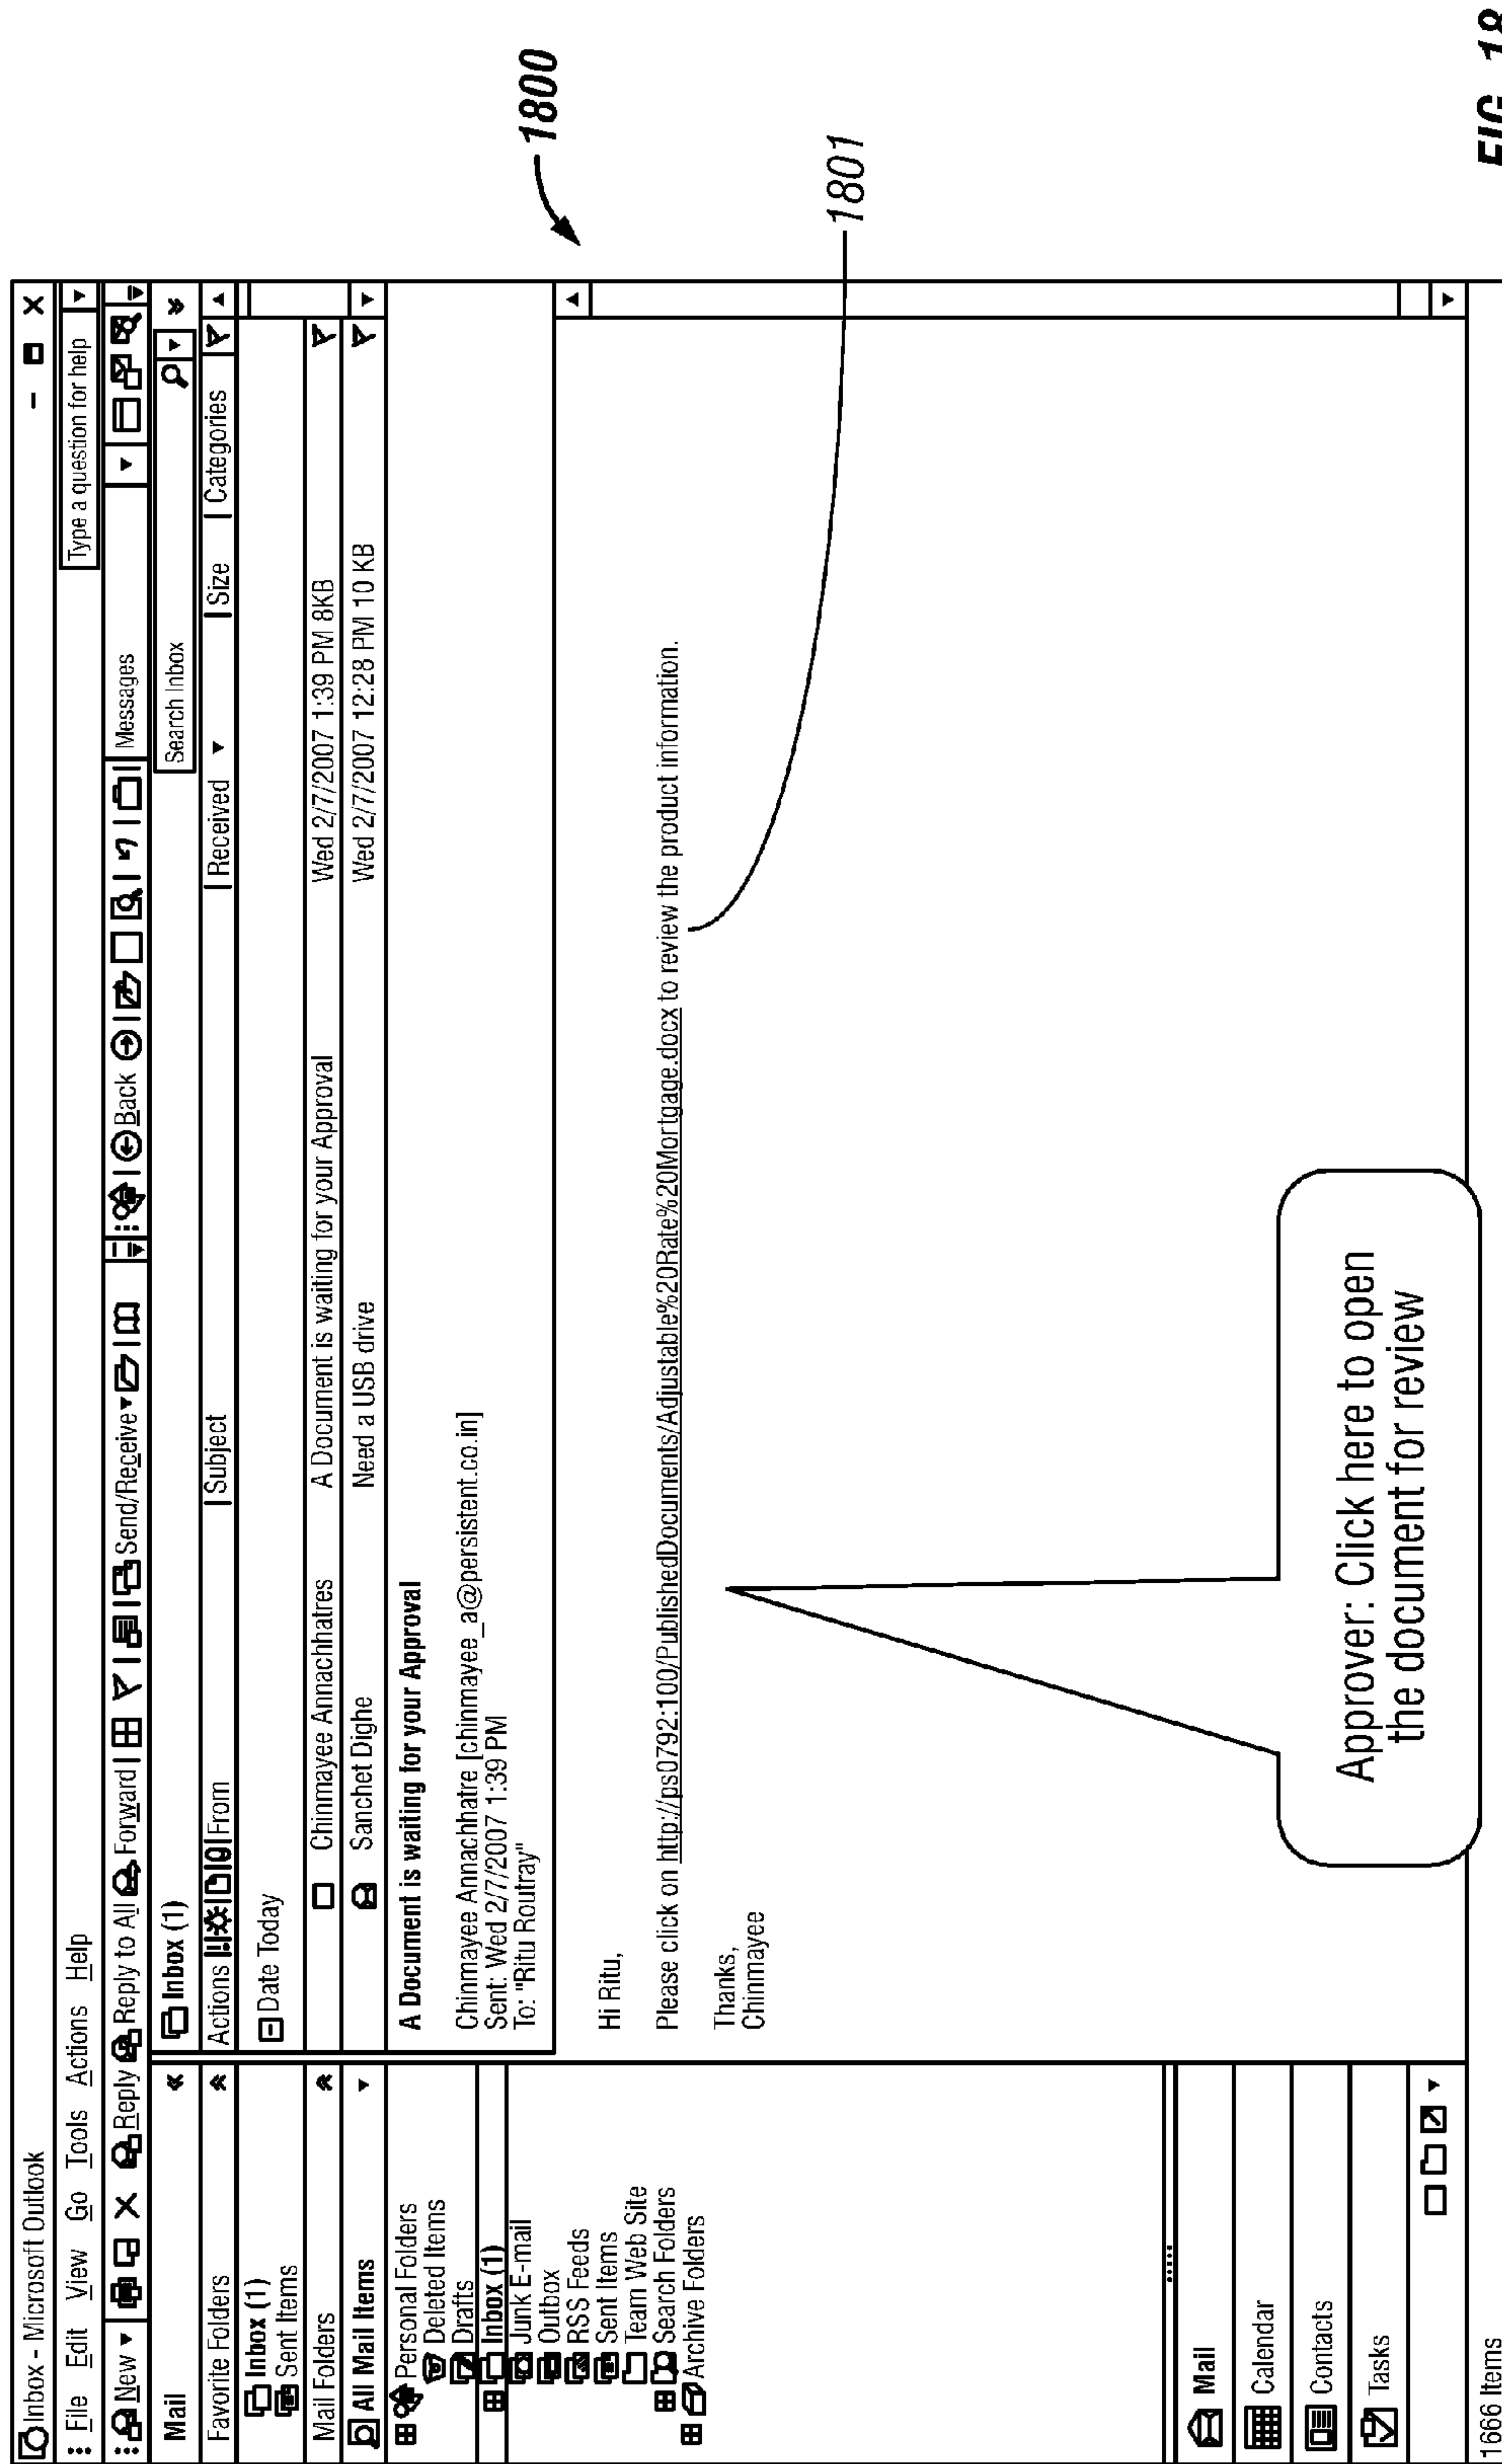 Inbox - Microsoft Outlook
File Edit View Go Tools Actions Help
Type a question for help
New Reply Reply to All Forward Send/Receive Back Messages
Mail
Inbox (1)
Search Inbox
Favorite Folders
Actions From Subject Received Size Categories
Inbox (1)
Sent Items
Date Today
Mail Folders
Chinmayee Annachhatres A Document is waiting for your Approval Wed 2/7/2007 1:39 PM 8KB
All Mail Items
Sanchet Dighe Need a USB drive Wed 2/7/2007 12:28 PM 10 KB
Personal Folders
Deleted Items
Drafts
Inbox (1)
Junk E-mail
Outbox
RSS Feeds
Sent Items
Team Web Site
Search Folders
Archive Folders
A Document is waiting for your Approval
Chinmayee Annachhatre [chinmayee_a@persistent.co.in]
Sent: Wed 2/7/2007 1:39 PM
To: "Ritu Routray"
Hi Ritu,
Please click on http://ps0792:100/PublishedDocuments/Adjustable%20Rate%20Mortgage.docx to review the product information.
Thanks,
Chinmayee
Approver: Click here to open
the document for review
Mail
Calendar
Contacts
Tasks
1666 Items
1800
1801
FIG. 18